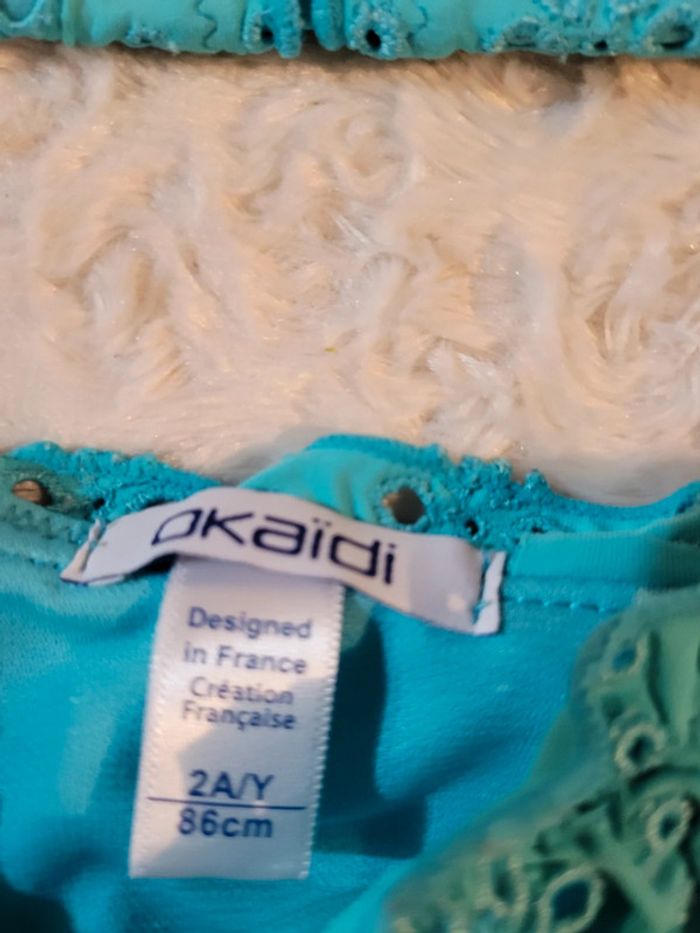 okaïdi
Designed
in France
Création
Française
2A/Y
86cm